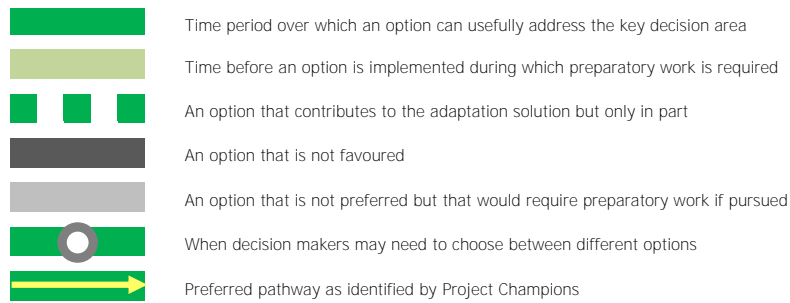 Time period over which an option can usefully address the key decision area
Time before an option is implemented during which preparatory work is required
An option that contributes to the adaptation solution but only in part
An option that is not favoured
An option that is not preferred but that would require preparatory work if pursued
When decision makers may need to choose between different options
Preferred pathway as identified by Project Champions